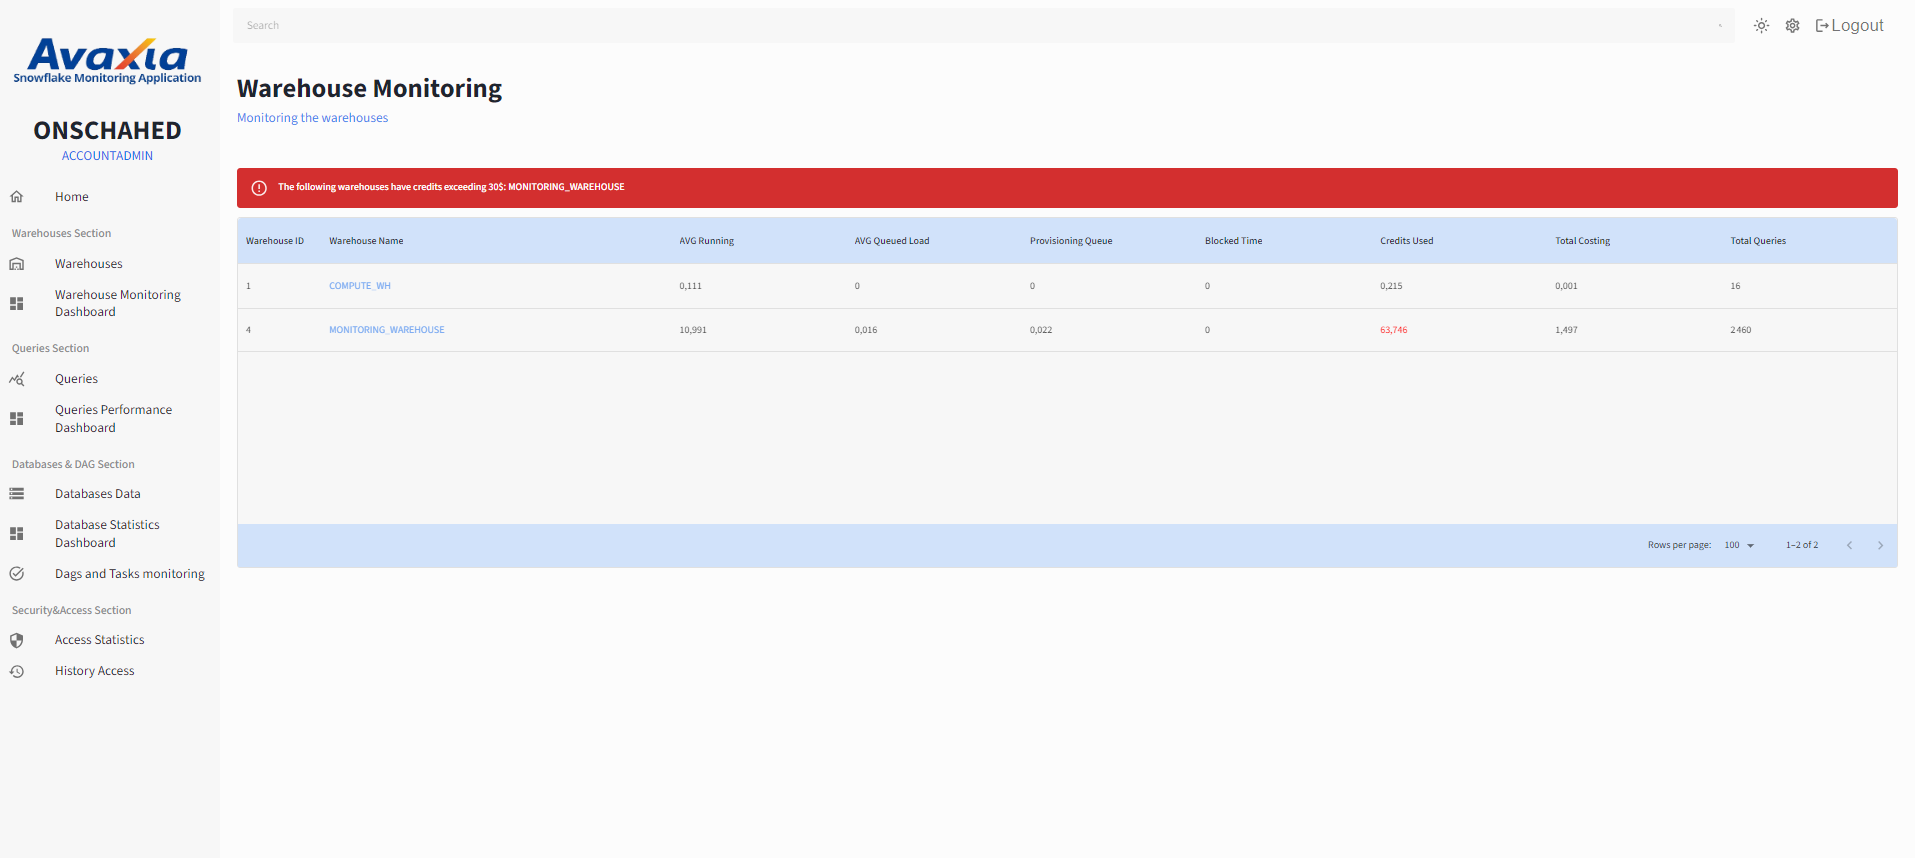 Avaxia
Snowflake Monitoring Application
ONSCHAHED
ACCOUNTADMIN
Home
Warehouses Section
Warehouses
Warehouse Monitoring
Dashboard
Queries Section
Queries
Queries Performance
Dashboard
Databases & DAG Section
Databases Data
Database Statistics
Dashboard
Dags and Tasks monitoring
Security&Access Section
Access Statistics
History Access
Search
Logout
Warehouse Monitoring
Monitoring the warehouses
The following warehouses have credits exceeding 30$: MONITORING_WAREHOUSE
Warehouse ID Warehouse Name AVG Running AVG Queued Load Provisioning Queue Blocked Time Credits Used Total Costing Total Queries
1 COMPUTE_WH 0,111 0 0 0 0,215 0,001 16
4 MONITORING_WAREHOUSE 10,991 0,016 0,022 0 63,746 1,497 2 460
Rows per page: 100 1–2 of 2